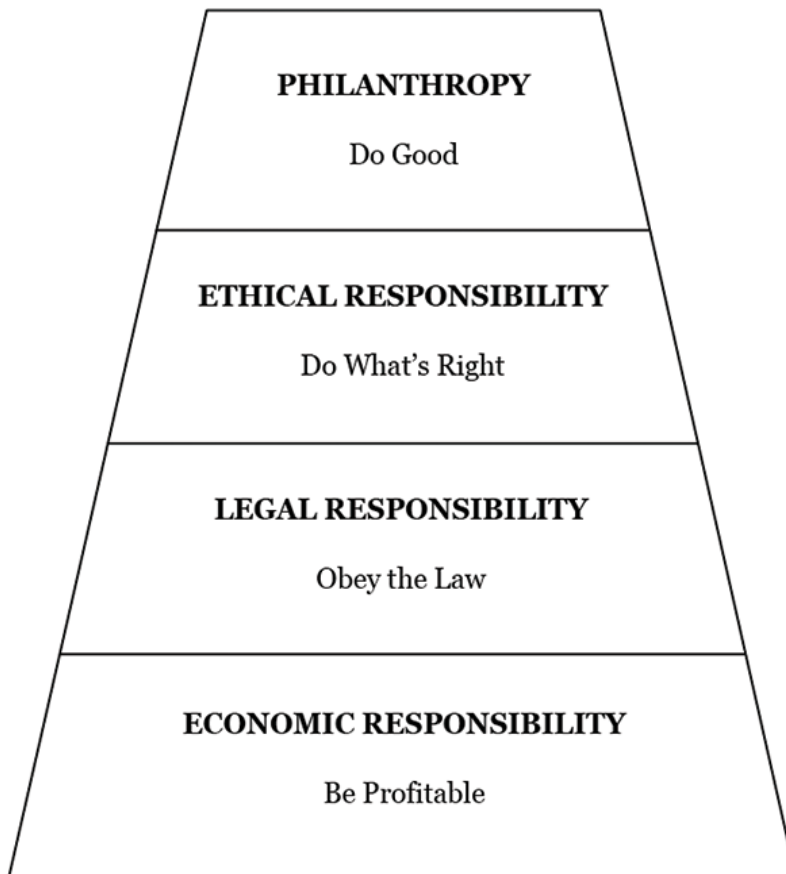 PHILANTHROPY
Do Good
ETHICAL RESPONSIBILITY
Do What’s Right
LEGAL RESPONSIBILITY
Obey the Law
ECONOMIC RESPONSIBILITY
Be Profitable